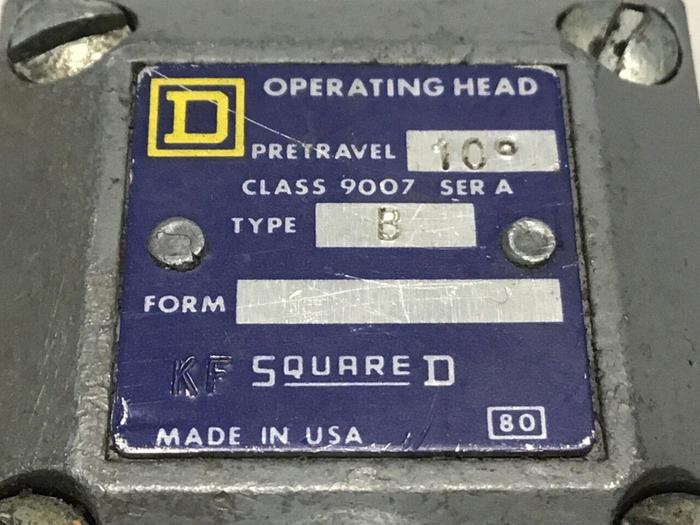 D
OPERATING HEAD
PRETRAVEL 10°
CLASS 9007 SER A
TYPE B
FORM
KF SQUARE D
MADE IN USA 80